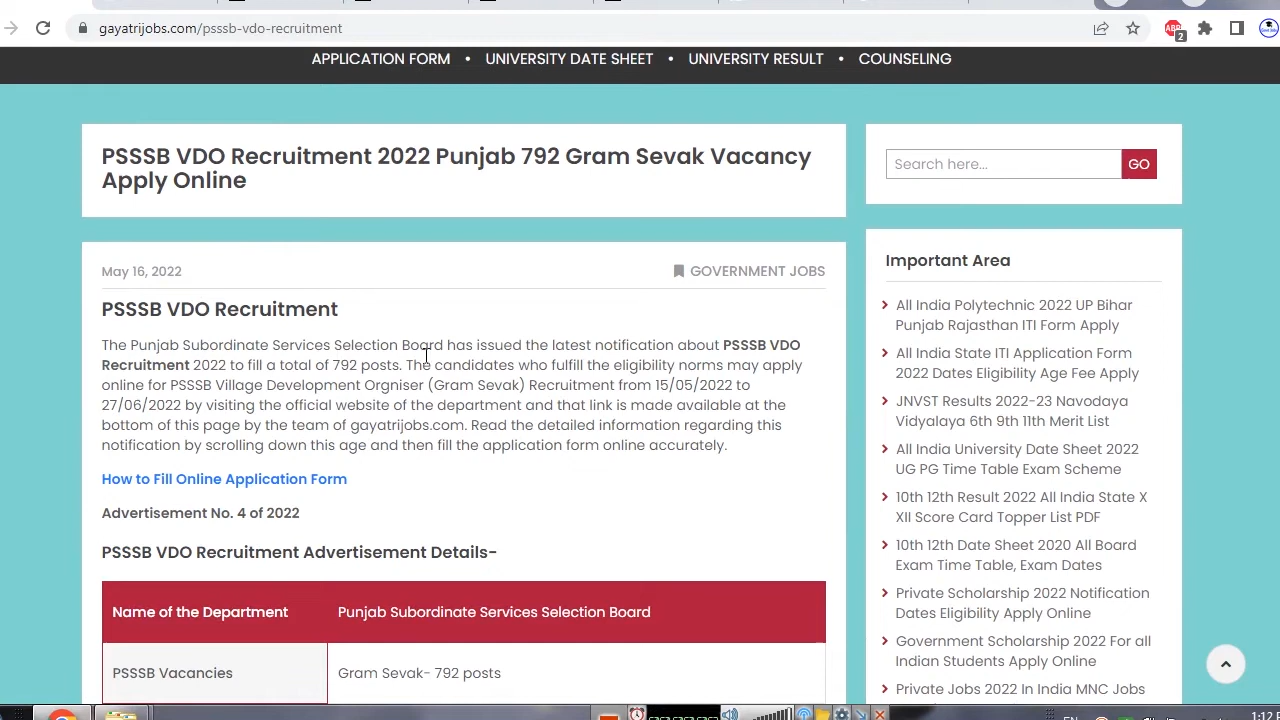 gayatrijobs.com/psssb-vdo-recruitment
ABP
2
APPLICATION FORM • UNIVERSITY DATE SHEET • UNIVERSITY RESULT • COUNSELING
PSSSB VDO Recruitment 2022 Punjab 792 Gram Sevak Vacancy
Apply Online
Search here...
GO
May 16, 2022
GOVERNMENT JOBS
PSSSB VDO Recruitment
The Punjab Subordinate Services Selection Board has issued the latest notification about PSSSB VDO
Recruitment 2022 to fill a total of 792 posts. The candidates who fulfill the eligibility norms may apply
online for PSSSB Village Development Orgniser (Gram Sevak) Recruitment from 15/05/2022 to
27/06/2022 by visiting the official website of the department and that link is made available at the
bottom of this page by the team of gayatrijobs.com. Read the detailed information regarding this
notification by scrolling down this age and then fill the application form online accurately.
How to Fill Online Application Form
Advertisement No. 4 of 2022
PSSSB VDO Recruitment Advertisement Details-
Name of the Department
Punjab Subordinate Services Selection Board
PSSSB Vacancies
Gram Sevak- 792 posts
Important Area
All India Polytechnic 2022 UP Bihar
Punjab Rajasthan ITI Form Apply
All India State ITI Application Form
2022 Dates Eligibility Age Fee Apply
JNVST Results 2022-23 Navodaya
Vidyalaya 6th 9th 11th Merit List
All India University Date Sheet 2022
UG PG Time Table Exam Scheme
10th 12th Result 2022 All India State X
XII Score Card Topper List PDF
10th 12th Date Sheet 2020 All Board
Exam Time Table, Exam Dates
Private Scholarship 2022 Notification
Dates Eligibility Apply Online
Government Scholarship 2022 For all
Indian Students Apply Online
Private Jobs 2022 In India MNC Jobs
EN
1:12 P